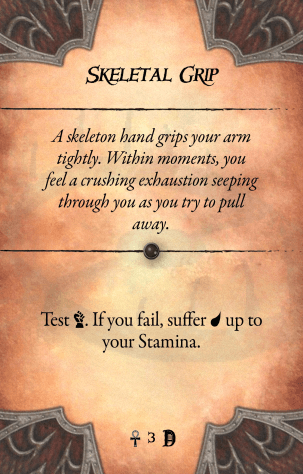 Skeletal Grip
A skeleton hand grips your arm
tightly. Within moments, you
feel a crushing exhaustion seeping
through you as you try to pull
away.
Test . If you fail, suffer up to
your Stamina.
3 D